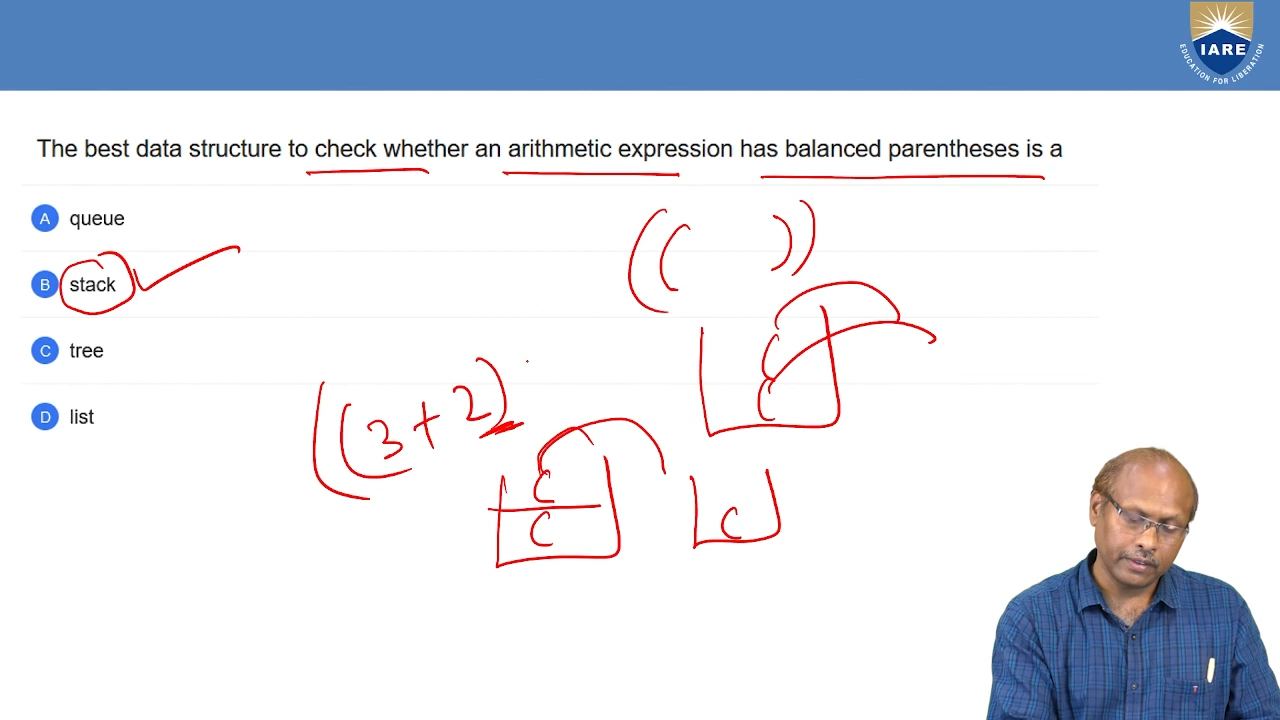 IARE
EDUCATION FOR LIBERATION
The best data structure to check whether an arithmetic expression has balanced parentheses is a
A queue
B stack
C tree
D list
(( ))
((3+2)
(
(
(
(
(